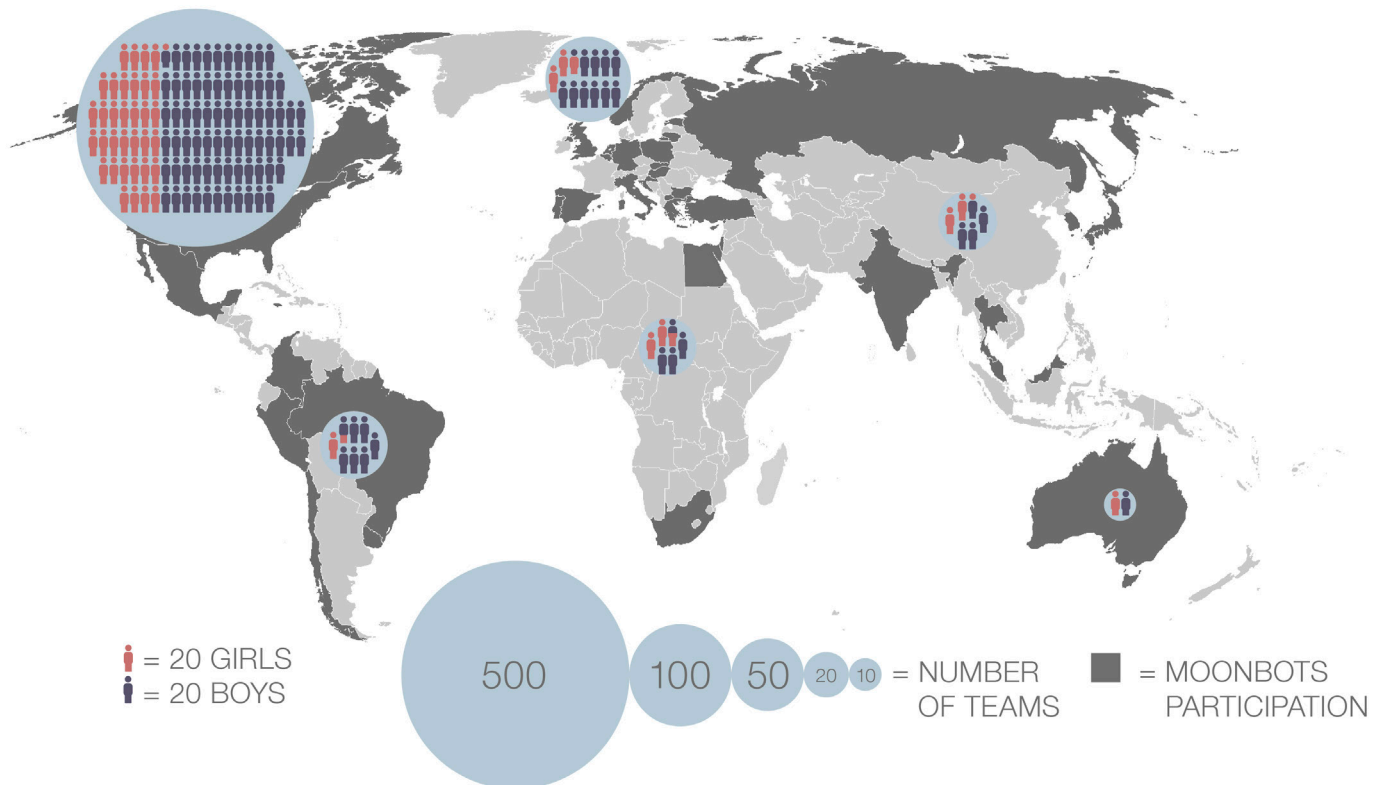 = 20 GIRLS
= 20 BOYS
500
100
50
20
10
= NUMBER
OF TEAMS
= MOONBOTS
PARTICIPATION